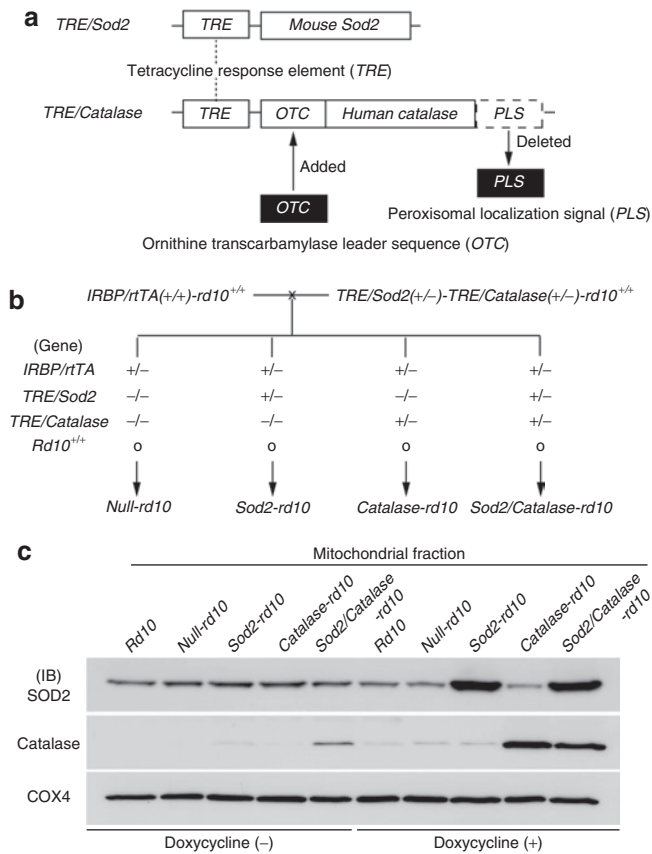 a
TRE/Sod2 TRE Mouse Sod2
Tetracycline response element (TRE)
TRE/Catalase TRE OTC Human catalase PLS
Added Deleted
OTC PLS
Peroxisomal localization signal (PLS)
Ornithine transcarbamylase leader sequence (OTC)
b
IRBP/rtTA(+/+)-rd10+/+ x TRE/Sod2(+/–)-TRE/Catalase(+/–)-rd10+/+
(Gene)
IRBP/rtTA +/– +/– +/– +/–
TRE/Sod2 –/– +/– –/– +/–
TRE/Catalase –/– –/– +/– +/–
Rd10+/+ o o o o
Null-rd10 Sod2-rd10 Catalase-rd10 Sod2/Catalase-rd10
c
Mitochondrial fraction
Rd10 Null-rd10 Sod2-rd10 Catalase-rd10 Sod2/Catalase-rd10 Rd10 Null-rd10 Sod2-rd10 Catalase-rd10 Sod2/Catalase-rd10
(IB)
SOD2
Catalase
COX4
Doxycycline (–) Doxycycline (+)